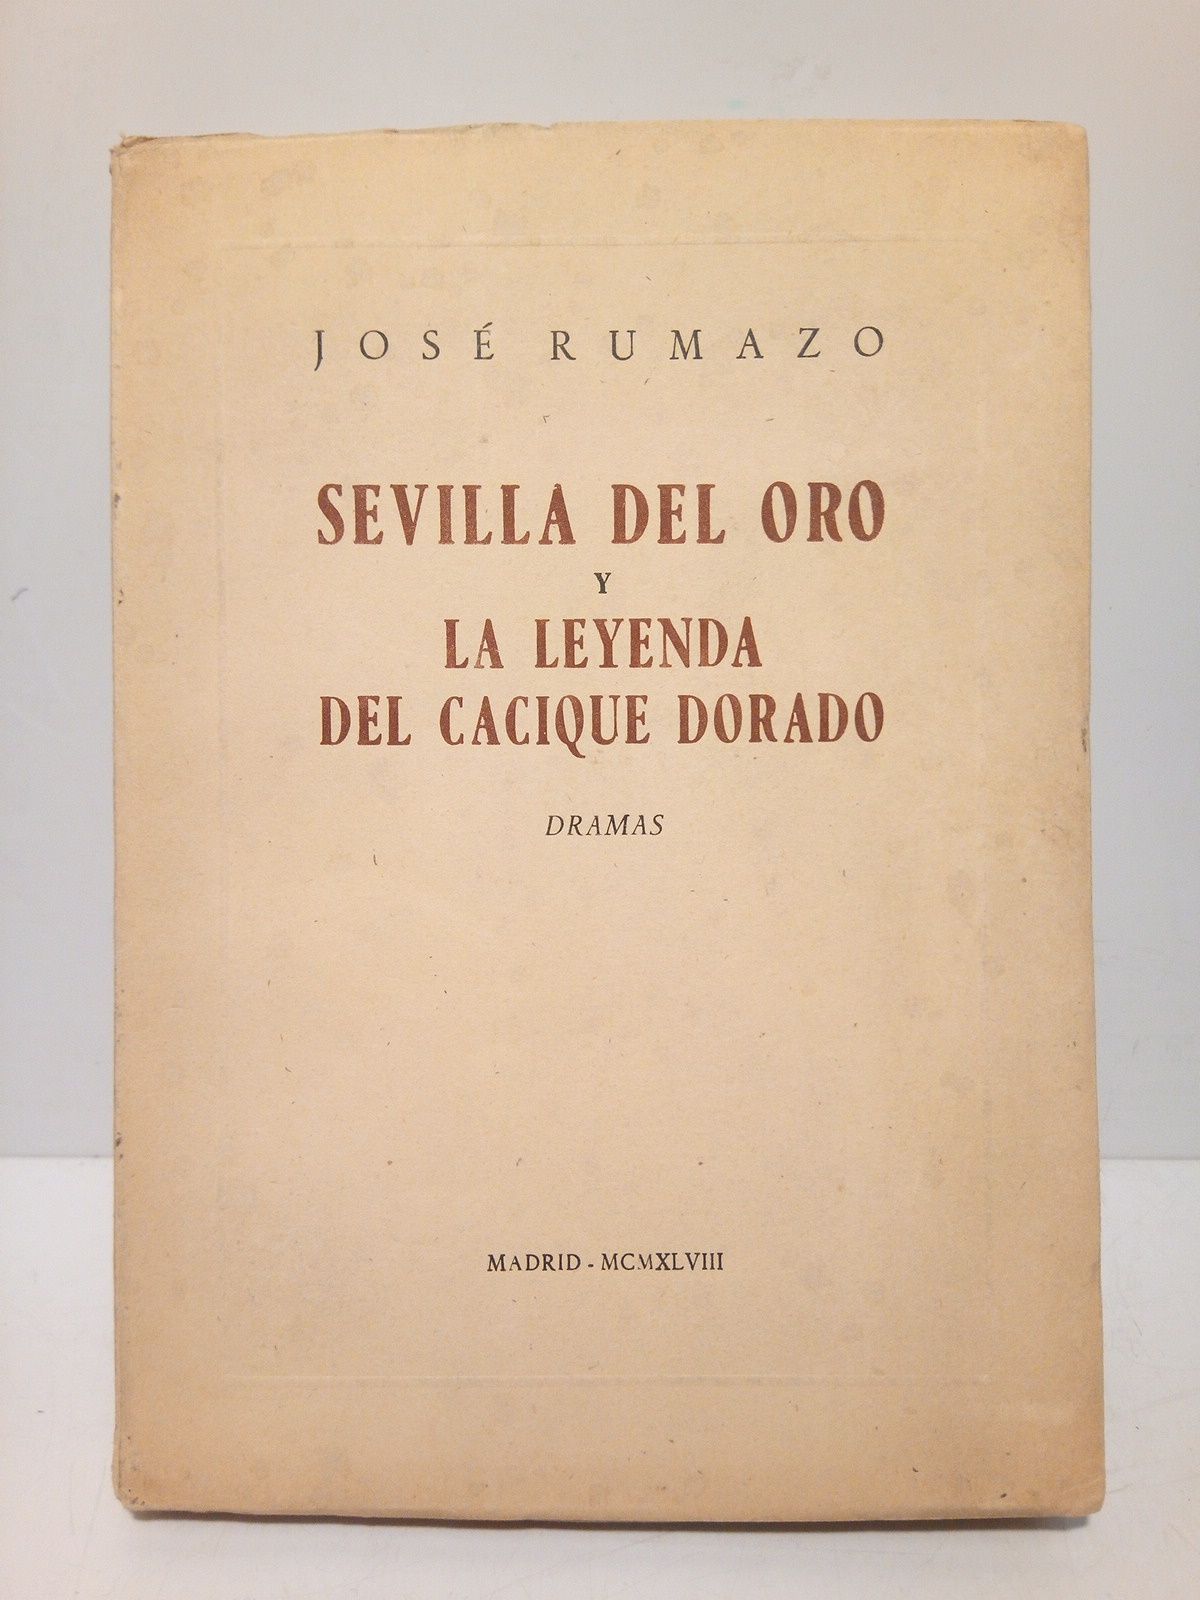 JOSÉ RUMAZO
SEVILLA DEL ORO
Y
LA LEYENDA
DEL CACIQUE DORADO
DRAMAS
MADRID - MCMXLVIII